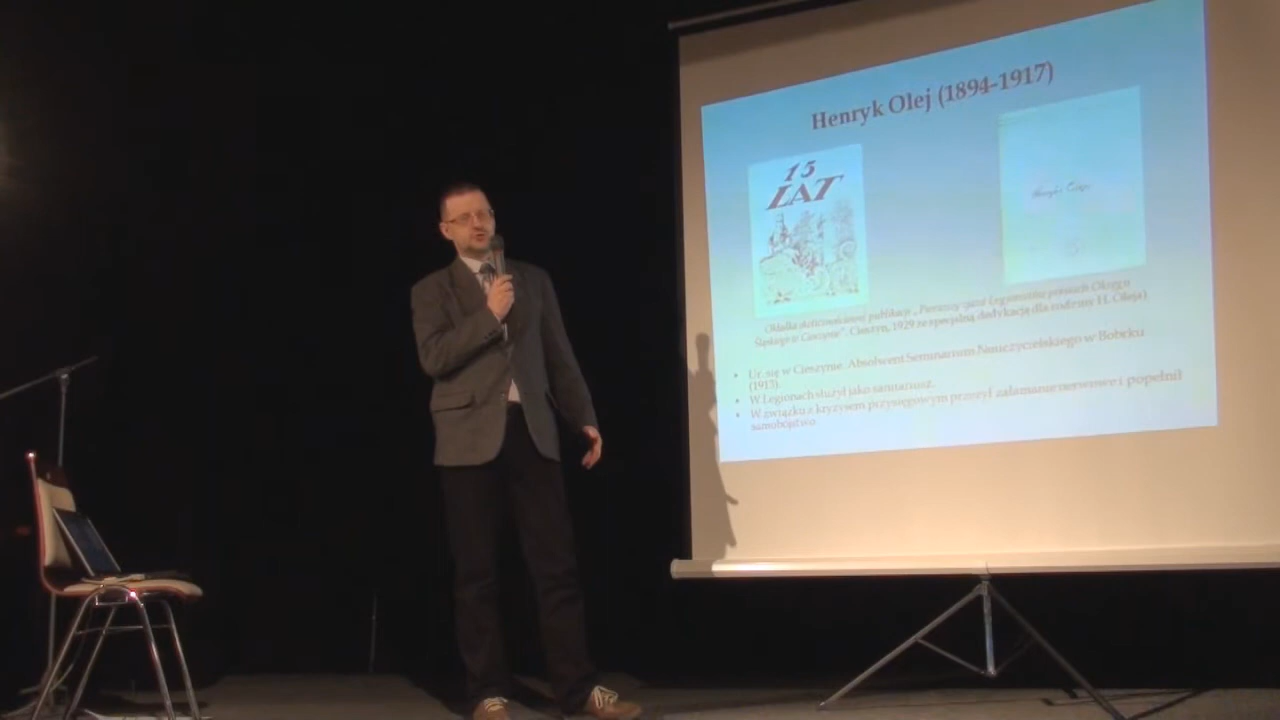 Henryk Olej (1894-1917)
15
LAT
Okładka okolicznościowej publikacji „Pierwszy zjazd Legionistów polskich Okręgu
Śląskiego w Cieszynie". Cieszyn, 1929 ze specjalną dedykacją dla rodziny H. Oleja)
• Ur. się w Cieszynie. Absolwent Seminarium Nauczycielskiego w Bobrku
(1913).
• W Legionach służył jako sanitariusz.
• W związku z kryzysem przysięgowym przeżył załamanie nerwowe i popełnił
samobójstwo